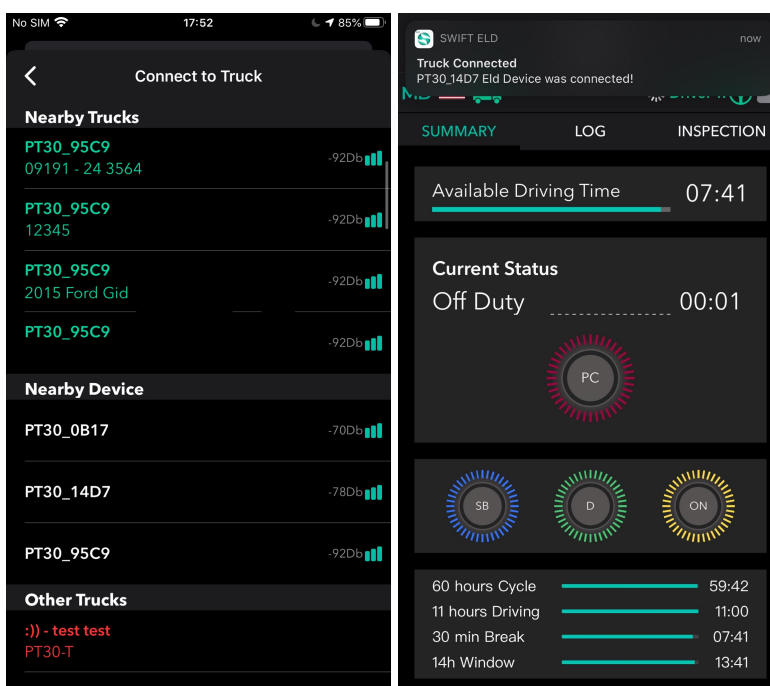 No SIM 17:52 85%
Connect to Truck
Nearby Trucks
PT30_95C9
09191 - 24 3564
-92Db
PT30_95C9
12345
-92Db
PT30_95C9
2015 Ford Gid
-92Db
PT30_95C9
-92Db
Nearby Device
PT30_0B17 -70Db
PT30_14D7 -78Db
PT30_95C9 -92Db
Other Trucks
:)) - test test
PT30-T
SWIFT ELD now
Truck Connected
PT30_14D7 Eld Device was connected!
SUMMARY LOG INSPECTION
Available Driving Time 07:41
Current Status
Off Duty 00:01
PC
SB D ON
60 hours Cycle 59:42
11 hours Driving 11:00
30 min Break 07:41
14h Window 13:41